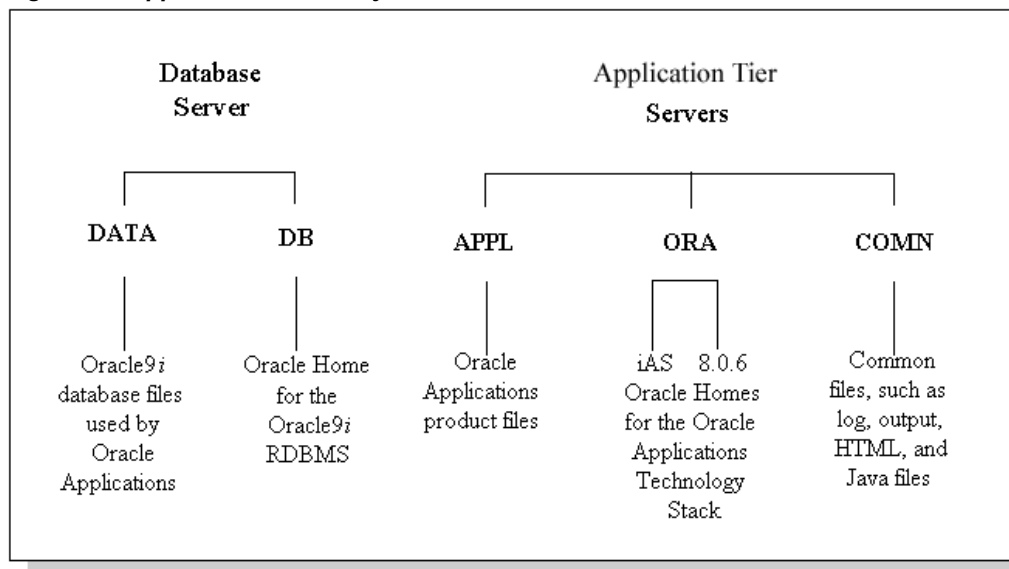 Database
Server
Application Tier
Servers
DATA
DB
APPL
ORA
COMN
Oracle9i
database files
used by
Oracle
Applications
Oracle Home
for the
Oracle9i
RDBMS
Oracle
Applications
product files
iAS 8.0.6
Oracle Homes
for the Oracle
Applications
Technology
Stack
Common
files, such as
log, output,
HTML, and
Java files